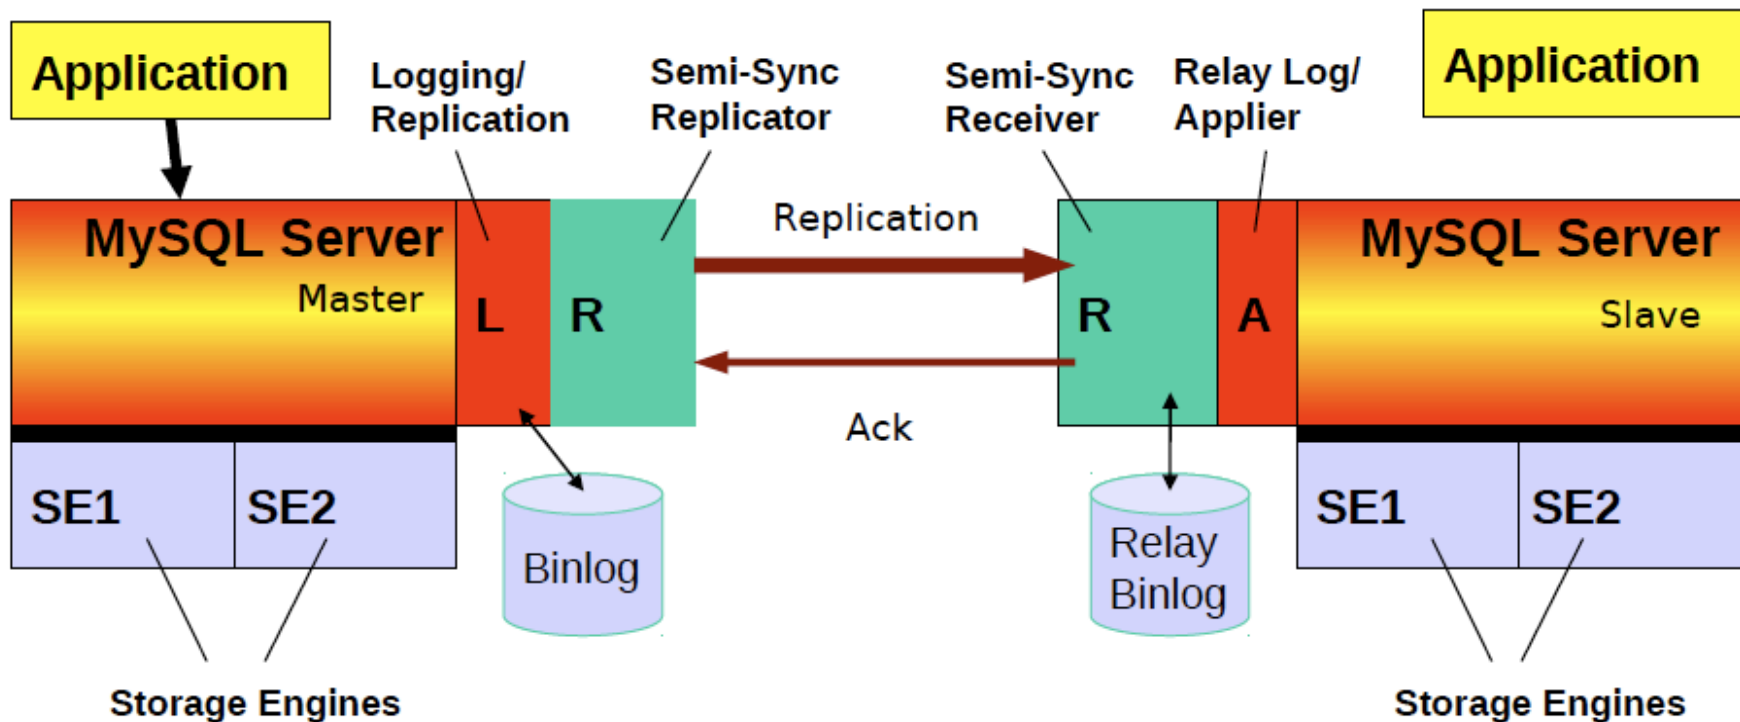 Application
Logging/
Replication
Semi-Sync
Replicator
Semi-Sync
Receiver
Relay Log/
Applier
Application
MySQL Server
Master
L
R
Replication
Ack
R
A
MySQL Server
Slave
SE1
SE2
Binlog
Relay
Binlog
SE1
SE2
Storage Engines
Storage Engines